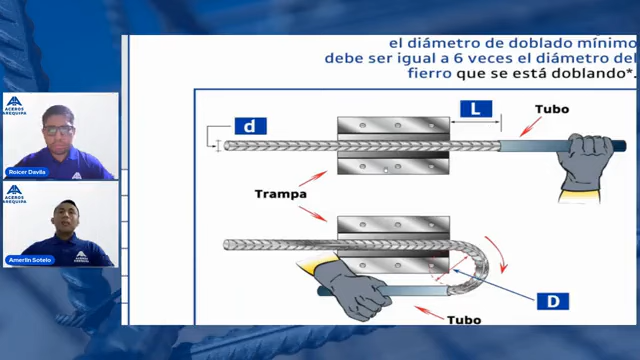 el diámetro de doblado mínimo
debe ser igual a 6 veces el diámetro del
fierro que se está doblando*.
d
L
Tubo
Trampa
D
Tubo
ACEROS
AREQUIPA
Roicer Davila
ACEROS
AREQUIPA
Amerlin Sotelo